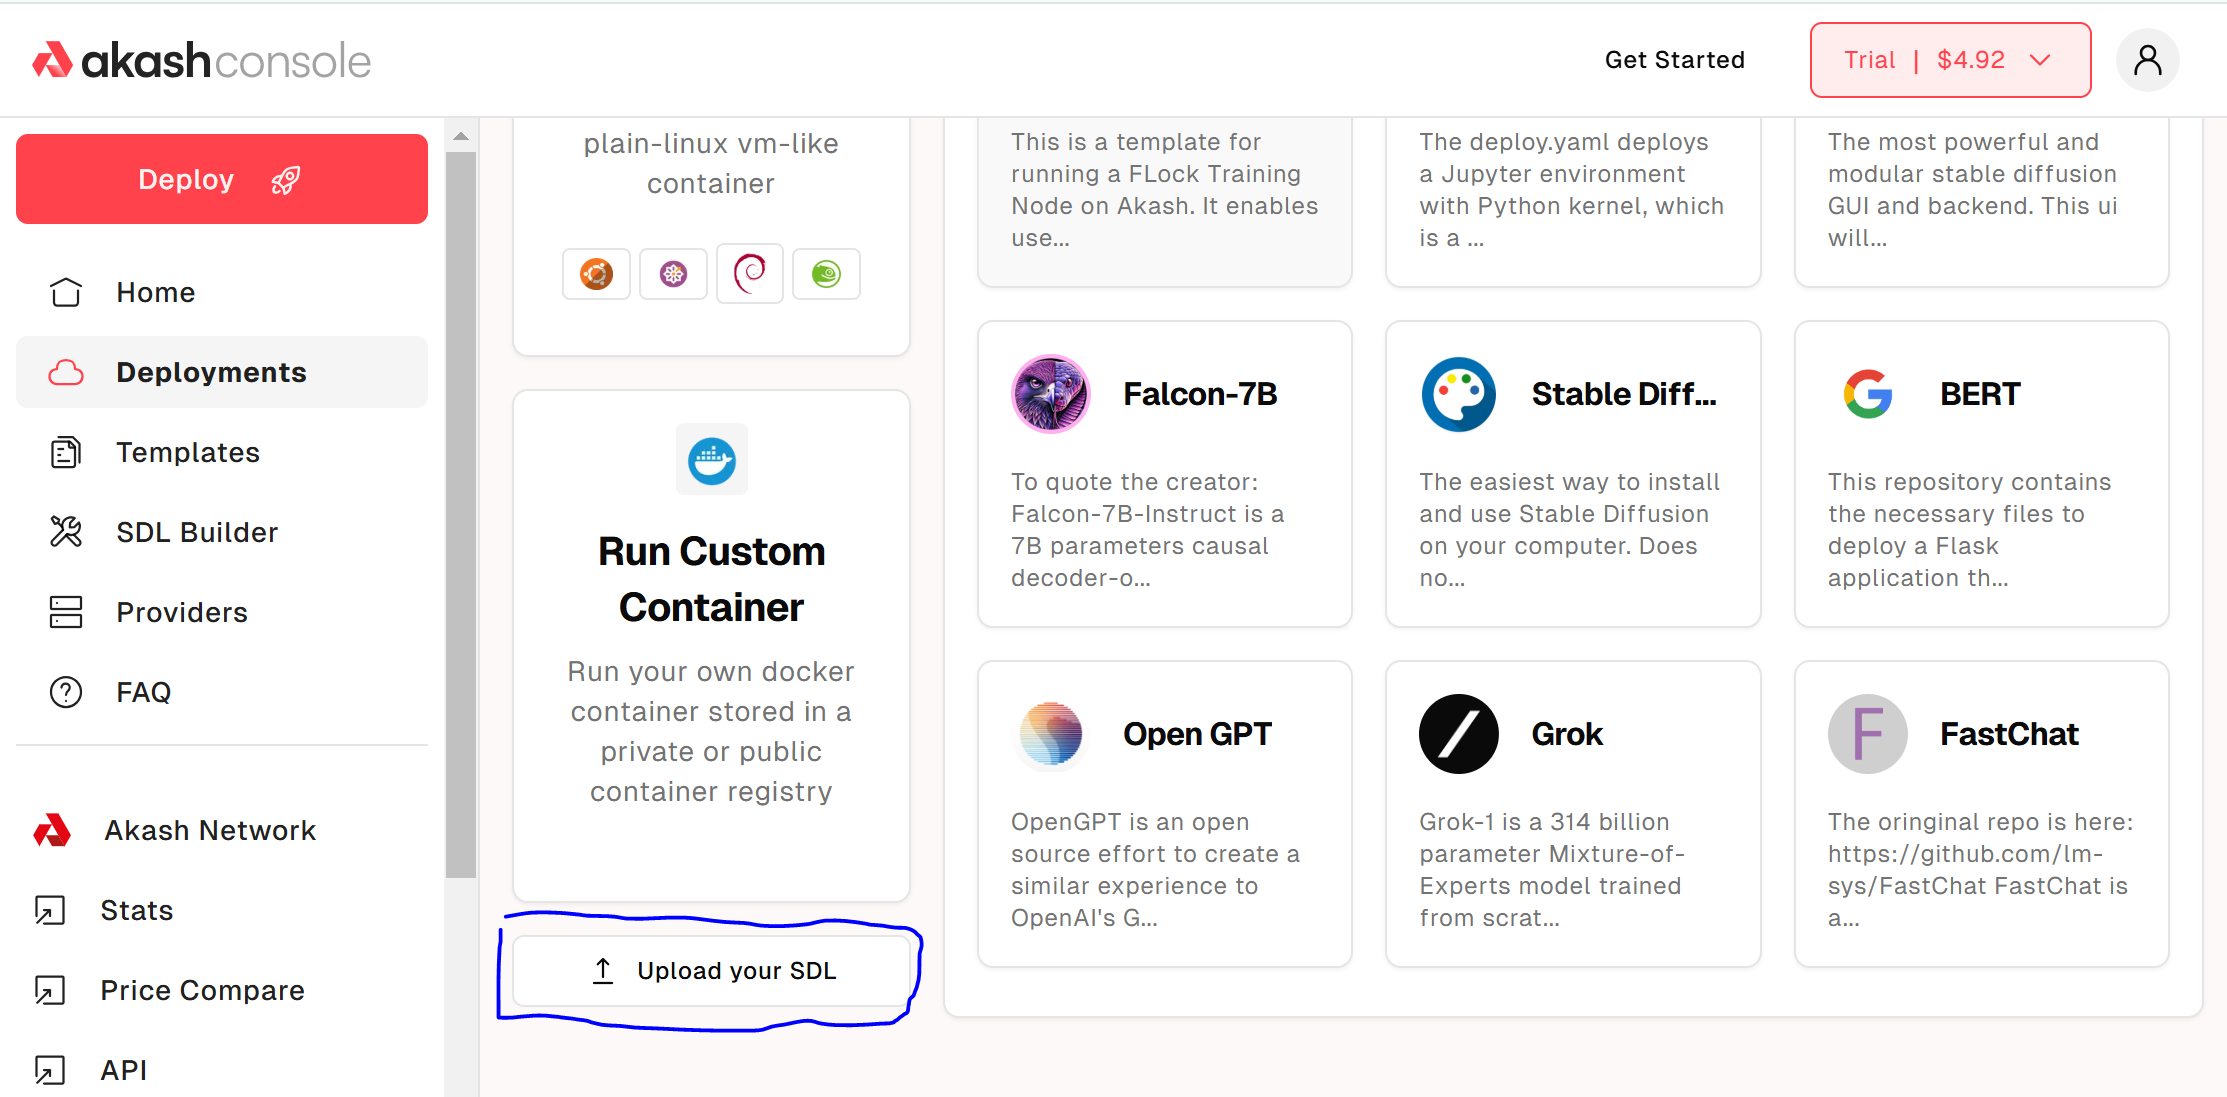 akashconsole
Get Started
Trial | $4.92
Deploy
Home
Deployments
Templates
SDL Builder
Providers
FAQ
Akash Network
Stats
Price Compare
API
plain-linux vm-like
container
Run Custom
Container
Run your own docker
container stored in a
private or public
container registry
Upload your SDL
This is a template for
running a FLock Training
Node on Akash. It enables
use...
The deploy.yaml deploys
a Jupyter environment
with Python kernel, which
is a ...
The most powerful and
modular stable diffusion
GUI and backend. This ui
will...
Falcon-7B
To quote the creator:
Falcon-7B-Instruct is a
7B parameters causal
decoder-o...
Stable Diff...
The easiest way to install
and use Stable Diffusion
on your computer. Does
no...
BERT
This repository contains
the necessary files to
deploy a Flask
application th...
Open GPT
OpenGPT is an open
source effort to create a
similar experience to
OpenAI's G...
Grok
Grok-1 is a 314 billion
parameter Mixture-of-
Experts model trained
from scrat...
F
FastChat
The oringinal repo is here:
https://github.com/lm-
sys/FastChat FastChat is
a...